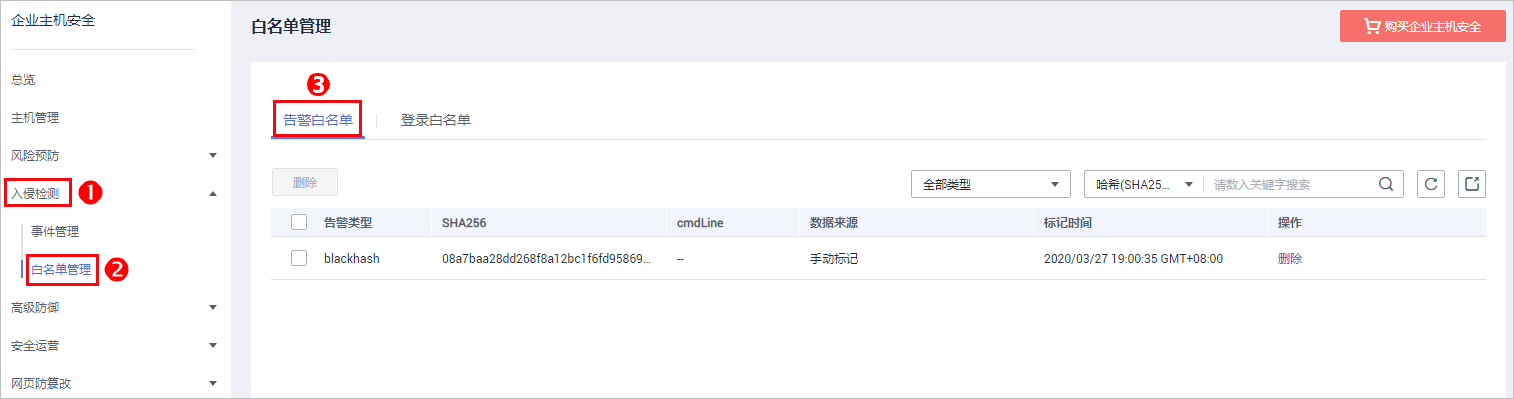 企业主机安全
总览
主机管理
风险预防
入侵检测 1
事件管理
白名单管理 2
高级防御
安全运营
网页防篡改
白名单管理
购买企业主机安全
3
告警白名单 登录白名单
删除 全部类型 哈希(SHA25... 请数入关键字搜索
告警类型 SHA256 cmdLine 数据来源 标记时间 操作
blackhash 08a7baa28dd268f8a12bc1f6fd95869... -- 手动标记 2020/03/27 19:00:35 GMT+08:00 删除